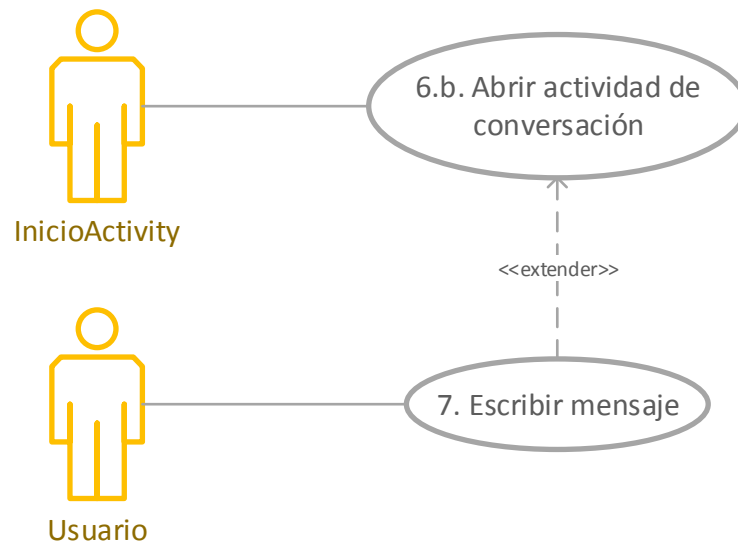 6.b. Abrir actividad de
conversación
InicioActivity
<<extender>>
7. Escribir mensaje
Usuario